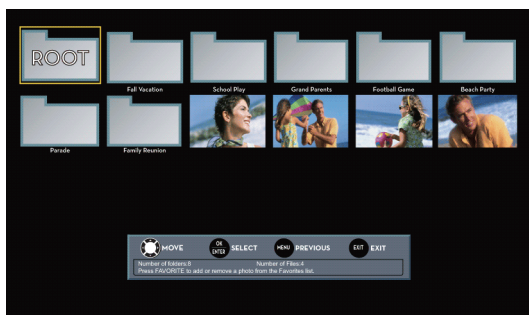 ROOT
Fall Vacation School Play Grand Parents Football Game Beach Party
Parade Family Reunion
MOVE OK ENTER SELECT MENU PREVIOUS EXIT EXIT
Number of folders:8 Number of Files:4
Press FAVORITE to add or remove a photo from the Favorites list.